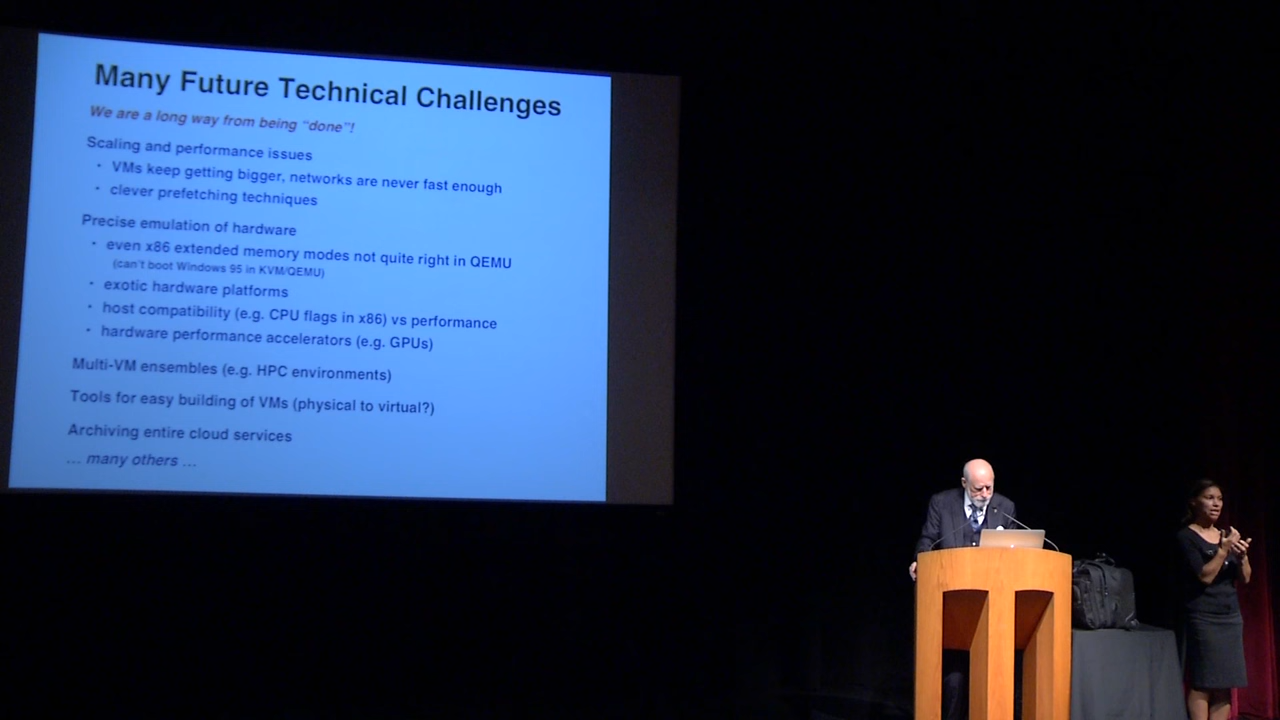 Many Future Technical Challenges
We are a long way from being "done"!
Scaling and performance issues
• VMs keep getting bigger, networks are never fast enough
• clever prefetching techniques
Precise emulation of hardware
• even x86 extended memory modes not quite right in QEMU
(can't boot Windows 95 in KVM/QEMU)
• exotic hardware platforms
• host compatibility (e.g. CPU flags in x86) vs performance
• hardware performance accelerators (e.g. GPUs)
Multi-VM ensembles (e.g. HPC environments)
Tools for easy building of VMs (physical to virtual?)
Archiving entire cloud services
... many others ...